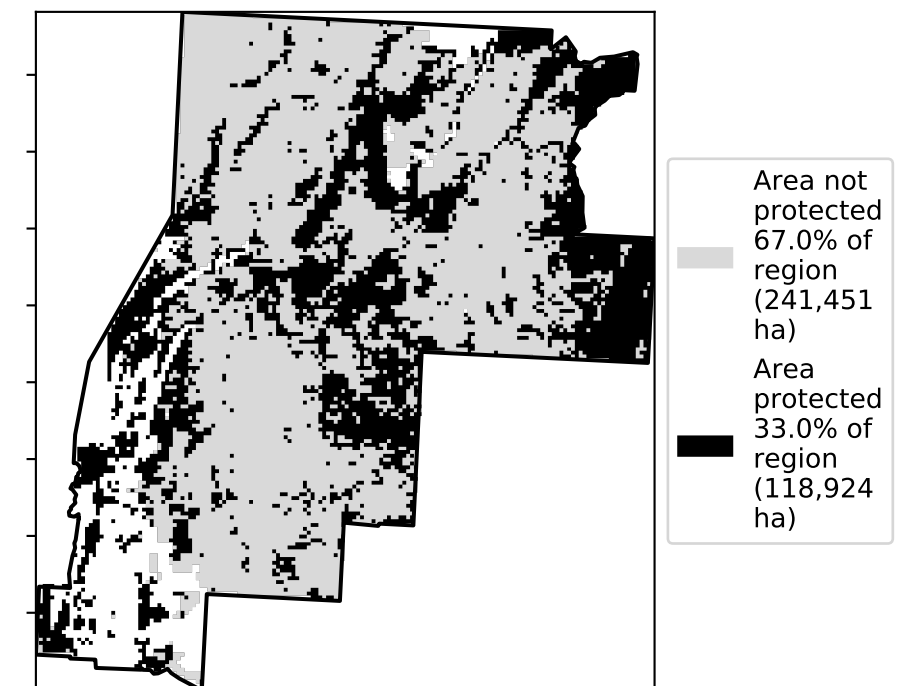 Area not
protected
67.0% of
region
(241,451
ha)
Area
protected
33.0% of
region
(118,924
ha)